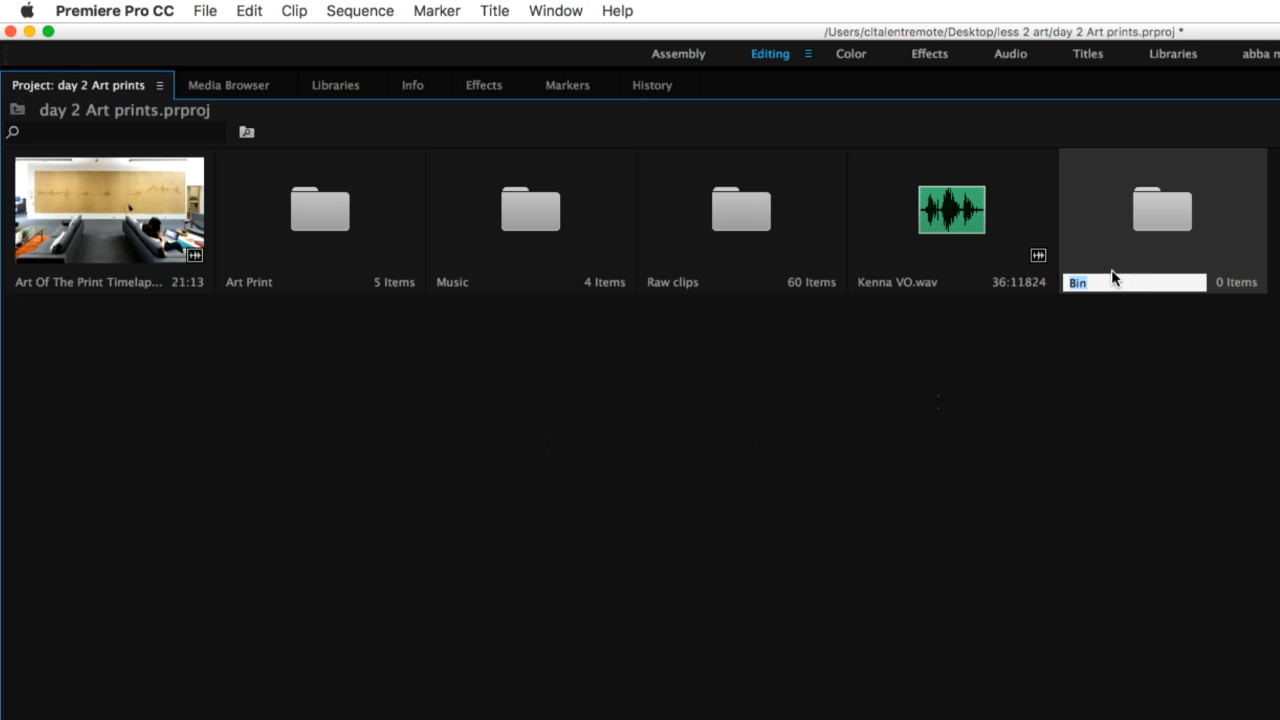 Premiere Pro CC File Edit Clip Sequence Marker Title Window Help
/Users/citalentremote/Desktop/less 2 art/day 2 Art prints.prproj *
Assembly Editing Color Effects Audio Titles Libraries abba m
Project: day 2 Art prints Media Browser Libraries Info Effects Markers History
day 2 Art prints.prproj
Art Of The Print Timelap... 21:13 Art Print 5 Items Music 4 Items Raw clips 60 Items Kenna VO.wav 36:11824 Bin 0 Items